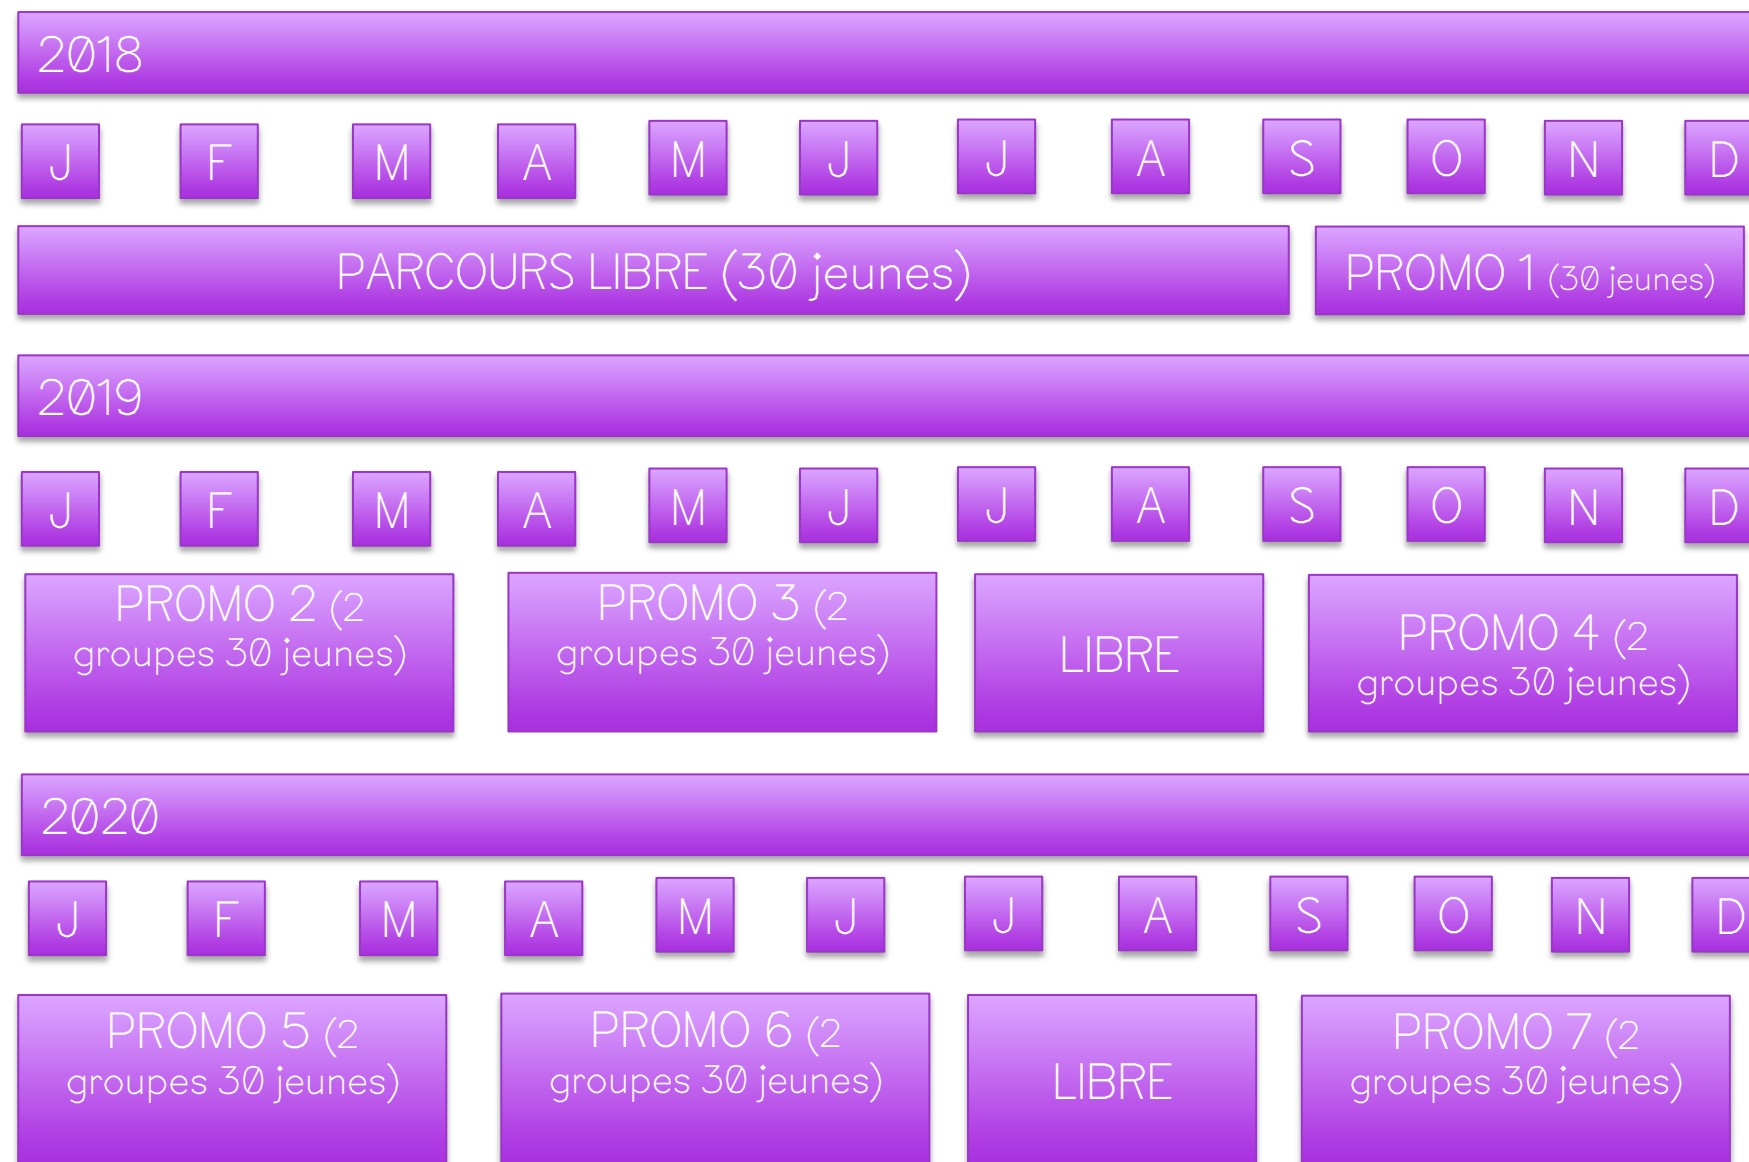 2018
J F M A M J J A S O N D
PARCOURS LIBRE (30 jeunes) PROMO 1 (30 jeunes)
2019
J F M A M J J A S O N D
PROMO 2 (2
groupes 30 jeunes)
PROMO 3 (2
groupes 30 jeunes)
LIBRE
PROMO 4 (2
groupes 30 jeunes)
2020
J F M A M J J A S O N D
PROMO 5 (2
groupes 30 jeunes)
PROMO 6 (2
groupes 30 jeunes)
LIBRE
PROMO 7 (2
groupes 30 jeunes)